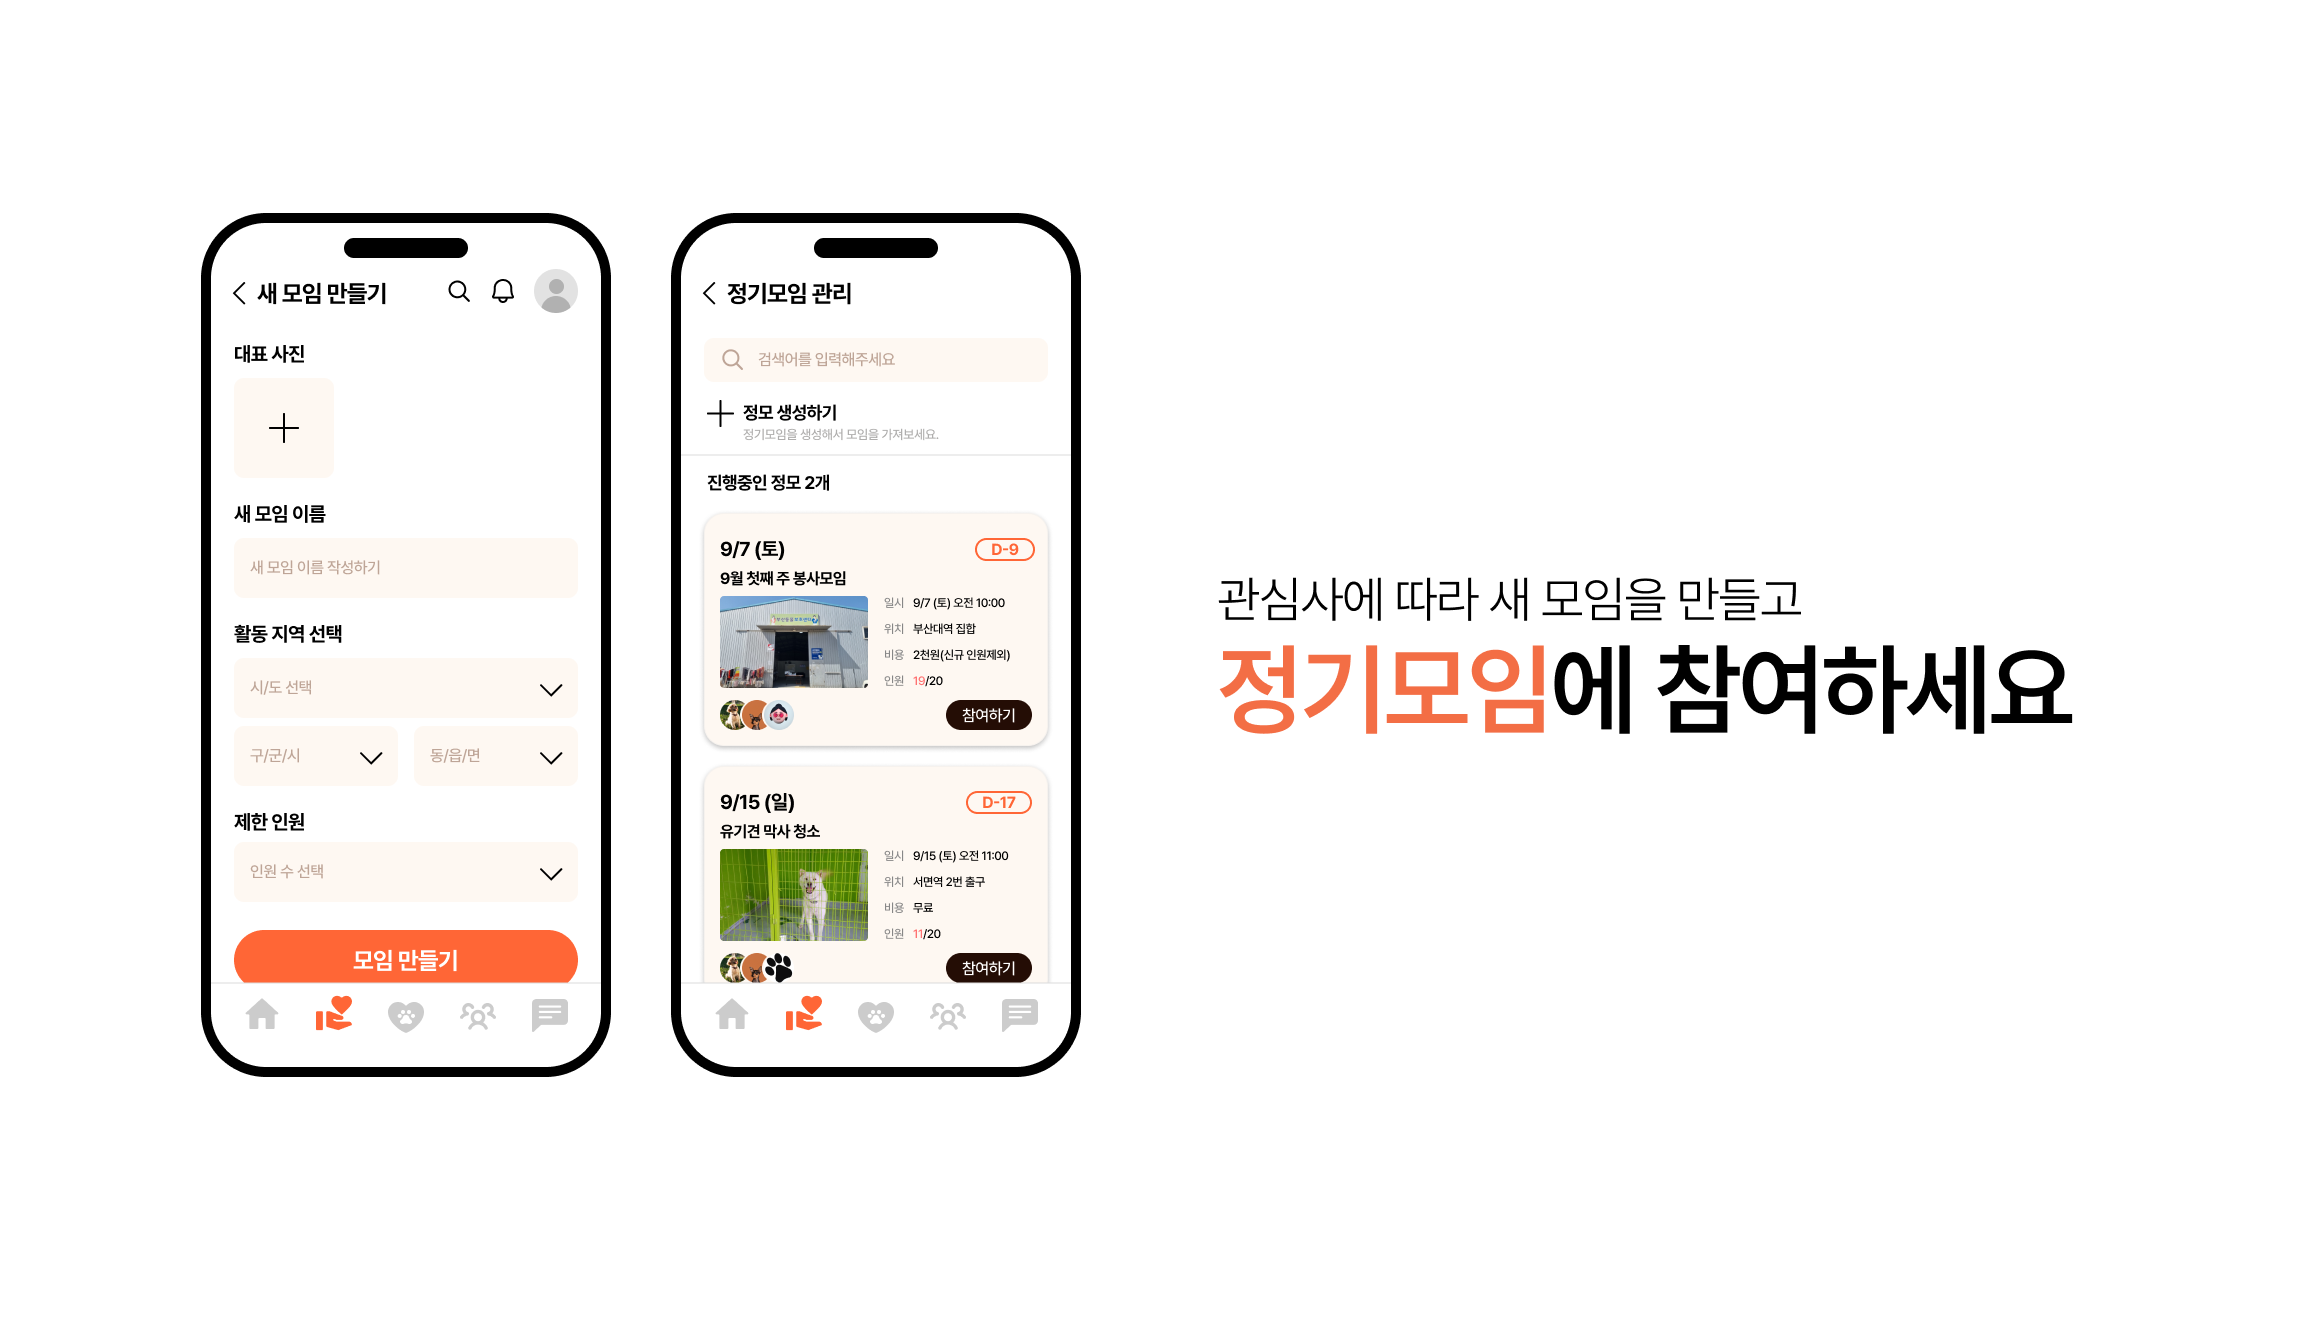 새 모임 만들기
대표 사진
새 모임 이름
새 모임 이름 작성하기
활동 지역 선택
시/도 선택
구/군/시
동/읍/면
제한 인원
인원 수 선택
모임 만들기
정기모임 관리
검색어를 입력해주세요
정모 생성하기
정기모임을 생성해서 모임을 가져보세요.
진행중인 정모 2개
9/7 (토)
D-9
9월 첫째 주 봉사모임
일시 9/7 (토) 오전 10:00
위치 부산대역 집합
비용 2천원(신규 인원제외)
인원 19/20
참여하기
9/15 (일)
D-17
유기견 막사 청소
일시 9/15 (토) 오전 11:00
위치 서면역 2번 출구
비용 무료
인원 11/20
참여하기
관심사에 따라 새 모임을 만들고
정기모임에 참여하세요